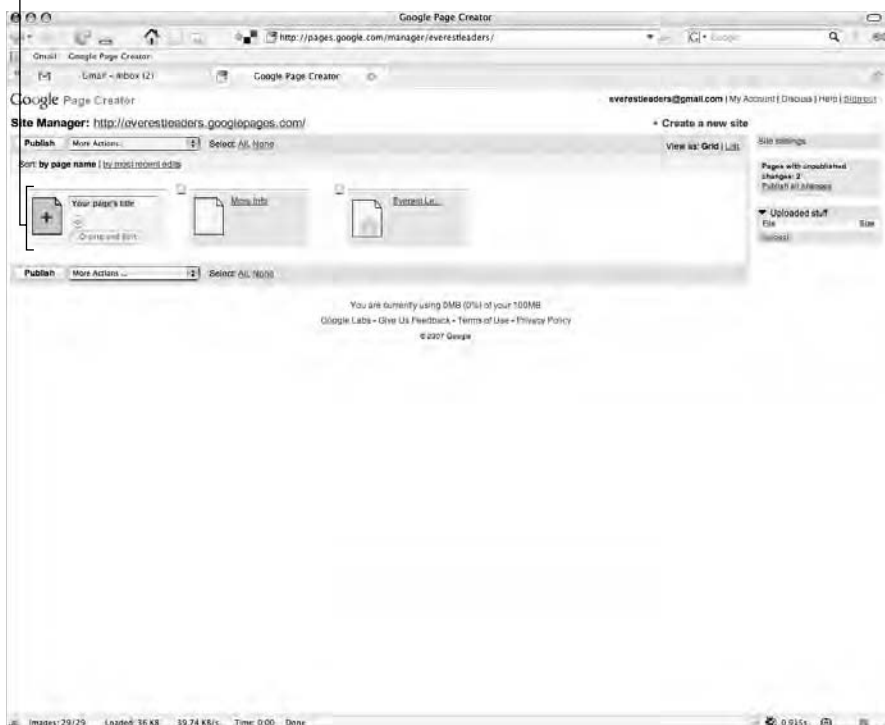 Google Page Creator
http://pages.google.com/manager/everestleaders/
Google
Gmail Google Page Creator
Gmail - Inbox (2) Google Page Creator
Google Page Creator
everestleaders@gmail.com | My Account | Discuss | Help | Sign out
Site Manager: http://everestleaders.googlepages.com/
+ Create a new site
Publish More Actions... Select: All, None
View as: Grid | List
Site settings
Sort: by page name | by most recent edits
Pages with unpublished changes: 2
Publish all changes
Your page's title
Create and Edit
More Info
Everest Le...
Uploaded stuff
File Size
Publish More Actions ... Select: All, None
You are currently using 0MB (0%) of your 100MB
Google Labs - Give Us Feedback - Terms of Use - Privacy Policy
© 2007 Google
Images: 29/29 Loaded: 36 KB 39.74 KB/s Time: 0:00 Done
0.916s